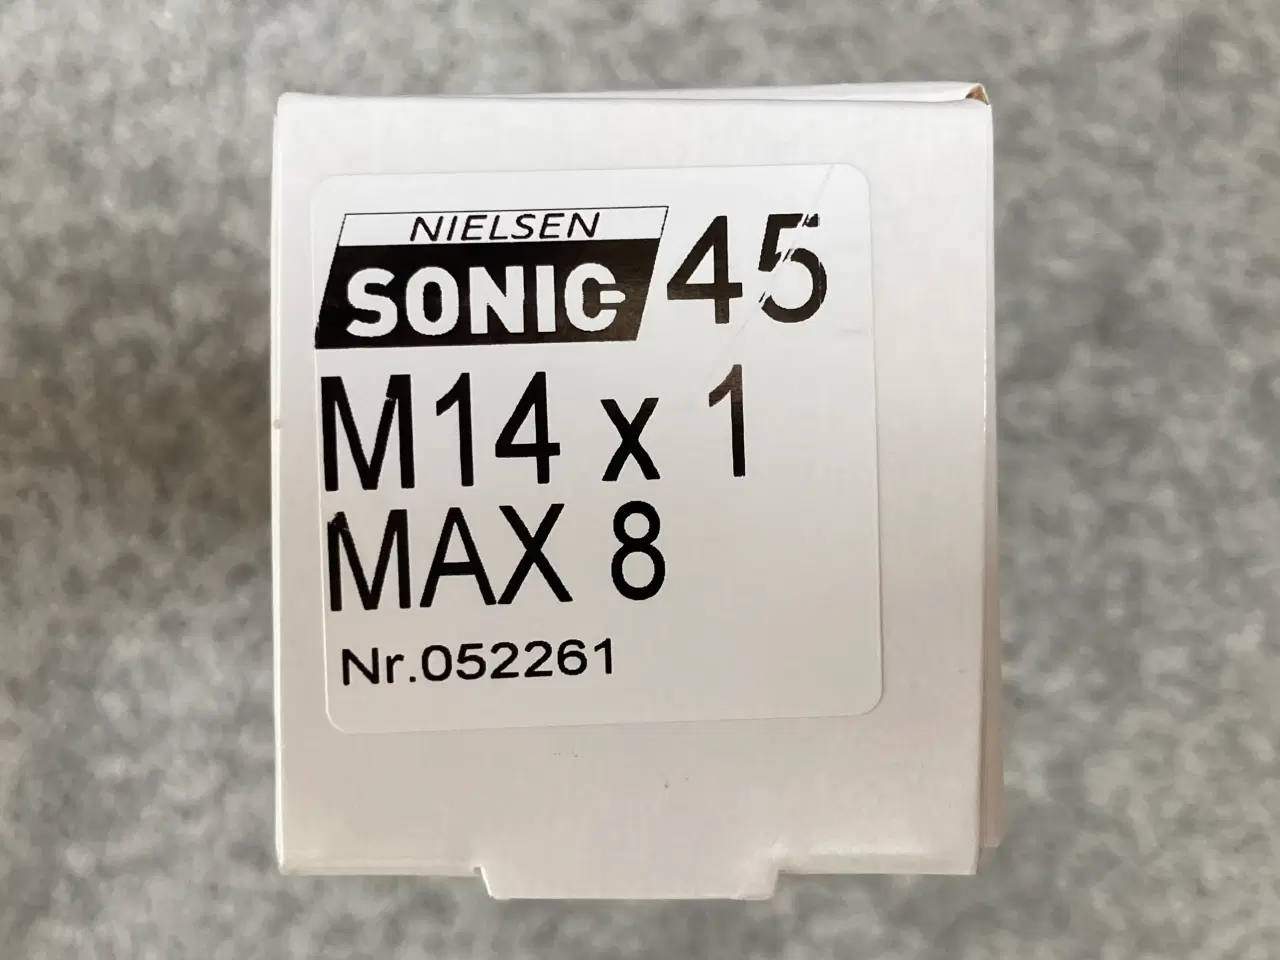 NIELSEN
SONIC 45
M14 x 1
MAX 8
Nr.052261